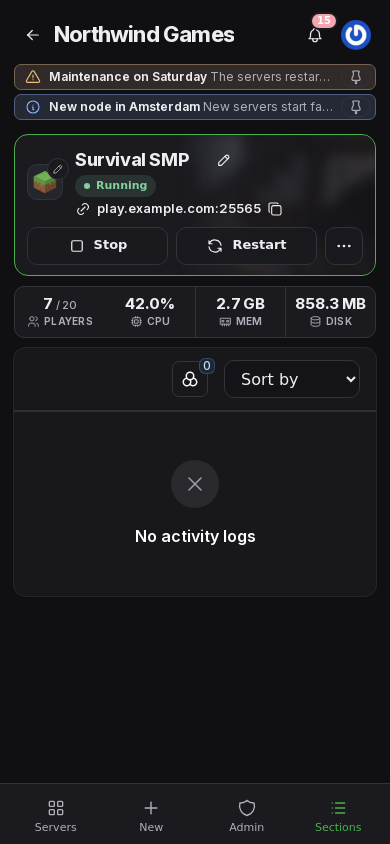 Northwind Games
15
Maintenance on Saturday The servers restar...
New node in Amsterdam New servers start fa...
Survival SMP
Running
play.example.com:25565
Stop
Restart
7 / 20
PLAYERS
42.0%
CPU
2.7 GB
MEM
858.3 MB
DISK
0
Sort by
No activity logs
Servers
New
Admin
Sections